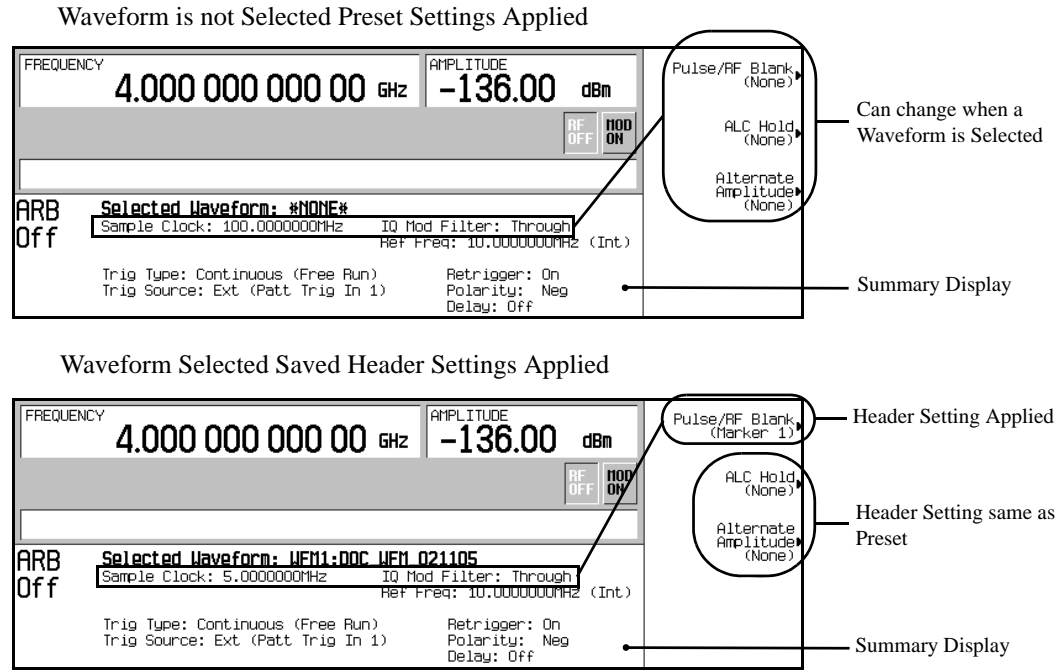 Waveform is not Selected Preset Settings Applied
FREQUENCY
4.000 000 000 00 GHz
AMPLITUDE
-136.00 dBm
RF OFF
MOD ON
Pulse/RF Blank
(None)
ALC Hold
(None)
Alternate
Amplitude
(None)
Can change when a
Waveform is Selected
ARB
Off
Selected Waveform: *NONE*
Sample Clock: 100.0000000MHz IQ Mod Filter: Through
Ref Freq: 10.0000000MHz (Int)
Trig Type: Continuous (Free Run) Retrigger: On
Trig Source: Ext (Patt Trig In 1) Polarity: Neg
Delay: Off
Summary Display
Waveform Selected Saved Header Settings Applied
FREQUENCY
4.000 000 000 00 GHz
AMPLITUDE
-136.00 dBm
RF OFF
MOD ON
Pulse/RF Blank
(Marker 1)
Header Setting Applied
ALC Hold
(None)
Alternate
Amplitude
(None)
Header Setting same as
Preset
ARB
Off
Selected Waveform: WFM1:DOC_WFM_021105
Sample Clock: 5.0000000MHz IQ Mod Filter: Through
Ref Freq: 10.0000000MHz (Int)
Trig Type: Continuous (Free Run) Retrigger: On
Trig Source: Ext (Patt Trig In 1) Polarity: Neg
Delay: Off
Summary Display